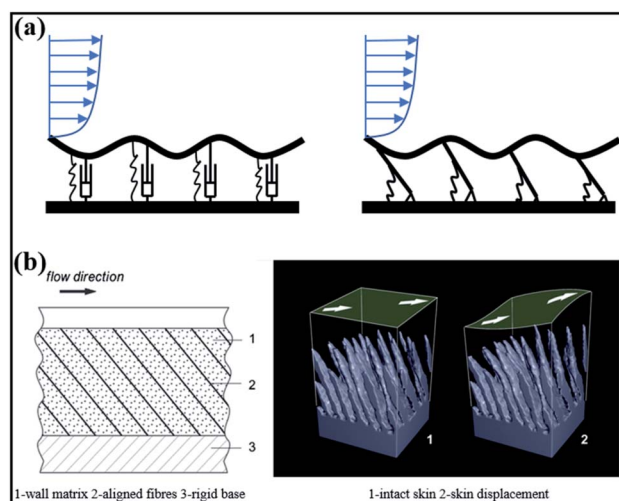 (a)
(b)
flow direction
1
2
3
1
2
1-wall matrix 2-aligned fibres 3-rigid base
1-intact skin 2-skin displacement